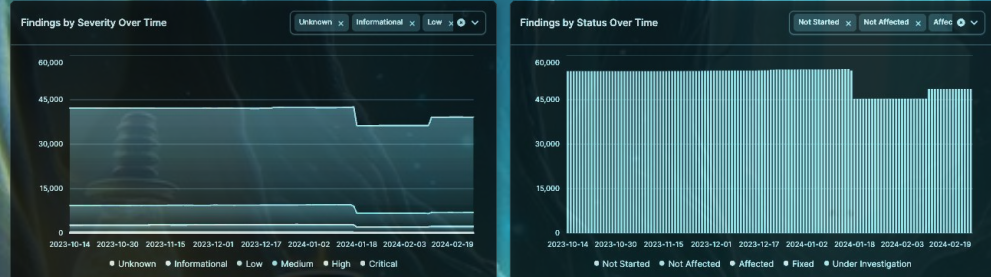 Findings by Severity Over Time
Unknown × Informational × Low ×
60,000
45,000
30,000
15,000
0
2023-10-14 2023-10-30 2023-11-15 2023-12-01 2023-12-17 2024-01-02 2024-01-18 2024-02-03 2024-02-19
Unknown Informational Low Medium High Critical
Findings by Status Over Time
Not Started × Not Affected × Affec
60,000
45,000
30,000
15,000
0
2023-10-14 2023-10-30 2023-11-15 2023-12-01 2023-12-17 2024-01-02 2024-01-18 2024-02-03 2024-02-19
Not Started Not Affected Affected Fixed Under Investigation